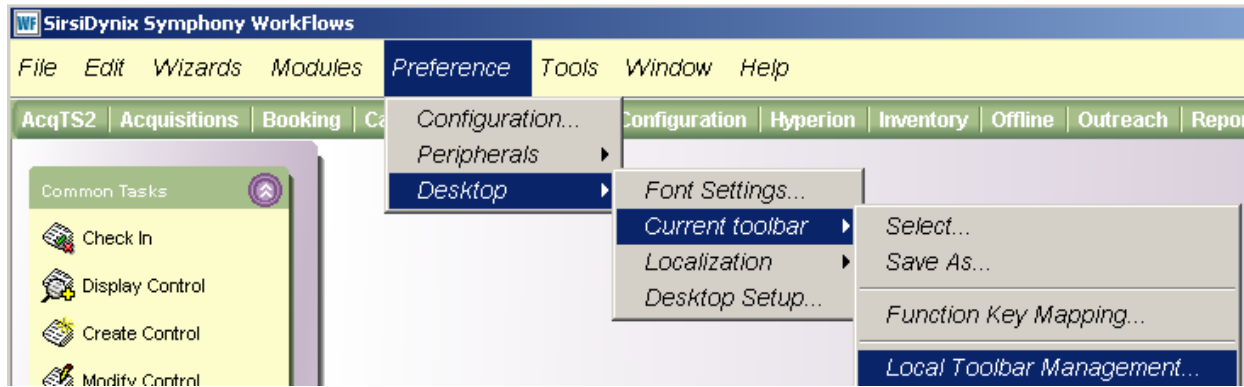 WF SirsiDynix Symphony WorkFlows
File Edit Wizards Modules Preference Tools Window Help
AcqTS2 Acquisitions Booking Configuration Hyperion Inventory Offline Outreach
Configuration...
Peripherals
Desktop
Font Settings...
Current toolbar
Localization
Desktop Setup...
Select...
Save As...
Function Key Mapping...
Local Toolbar Management...
Common Tasks
Check In
Display Control
Create Control
Modify Control